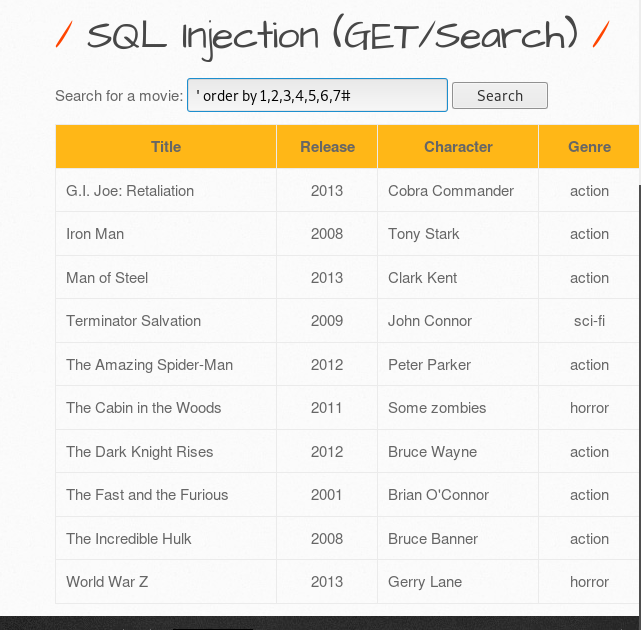 / SQL Injection (GET/Search) /
Search for a movie: ' order by 1,2,3,4,5,6,7# Search
Title Release Character Genre
G.I. Joe: Retaliation 2013 Cobra Commander action
Iron Man 2008 Tony Stark action
Man of Steel 2013 Clark Kent action
Terminator Salvation 2009 John Connor sci-fi
The Amazing Spider-Man 2012 Peter Parker action
The Cabin in the Woods 2011 Some zombies horror
The Dark Knight Rises 2012 Bruce Wayne action
The Fast and the Furious 2001 Brian O'Connor action
The Incredible Hulk 2008 Bruce Banner action
World War Z 2013 Gerry Lane horror